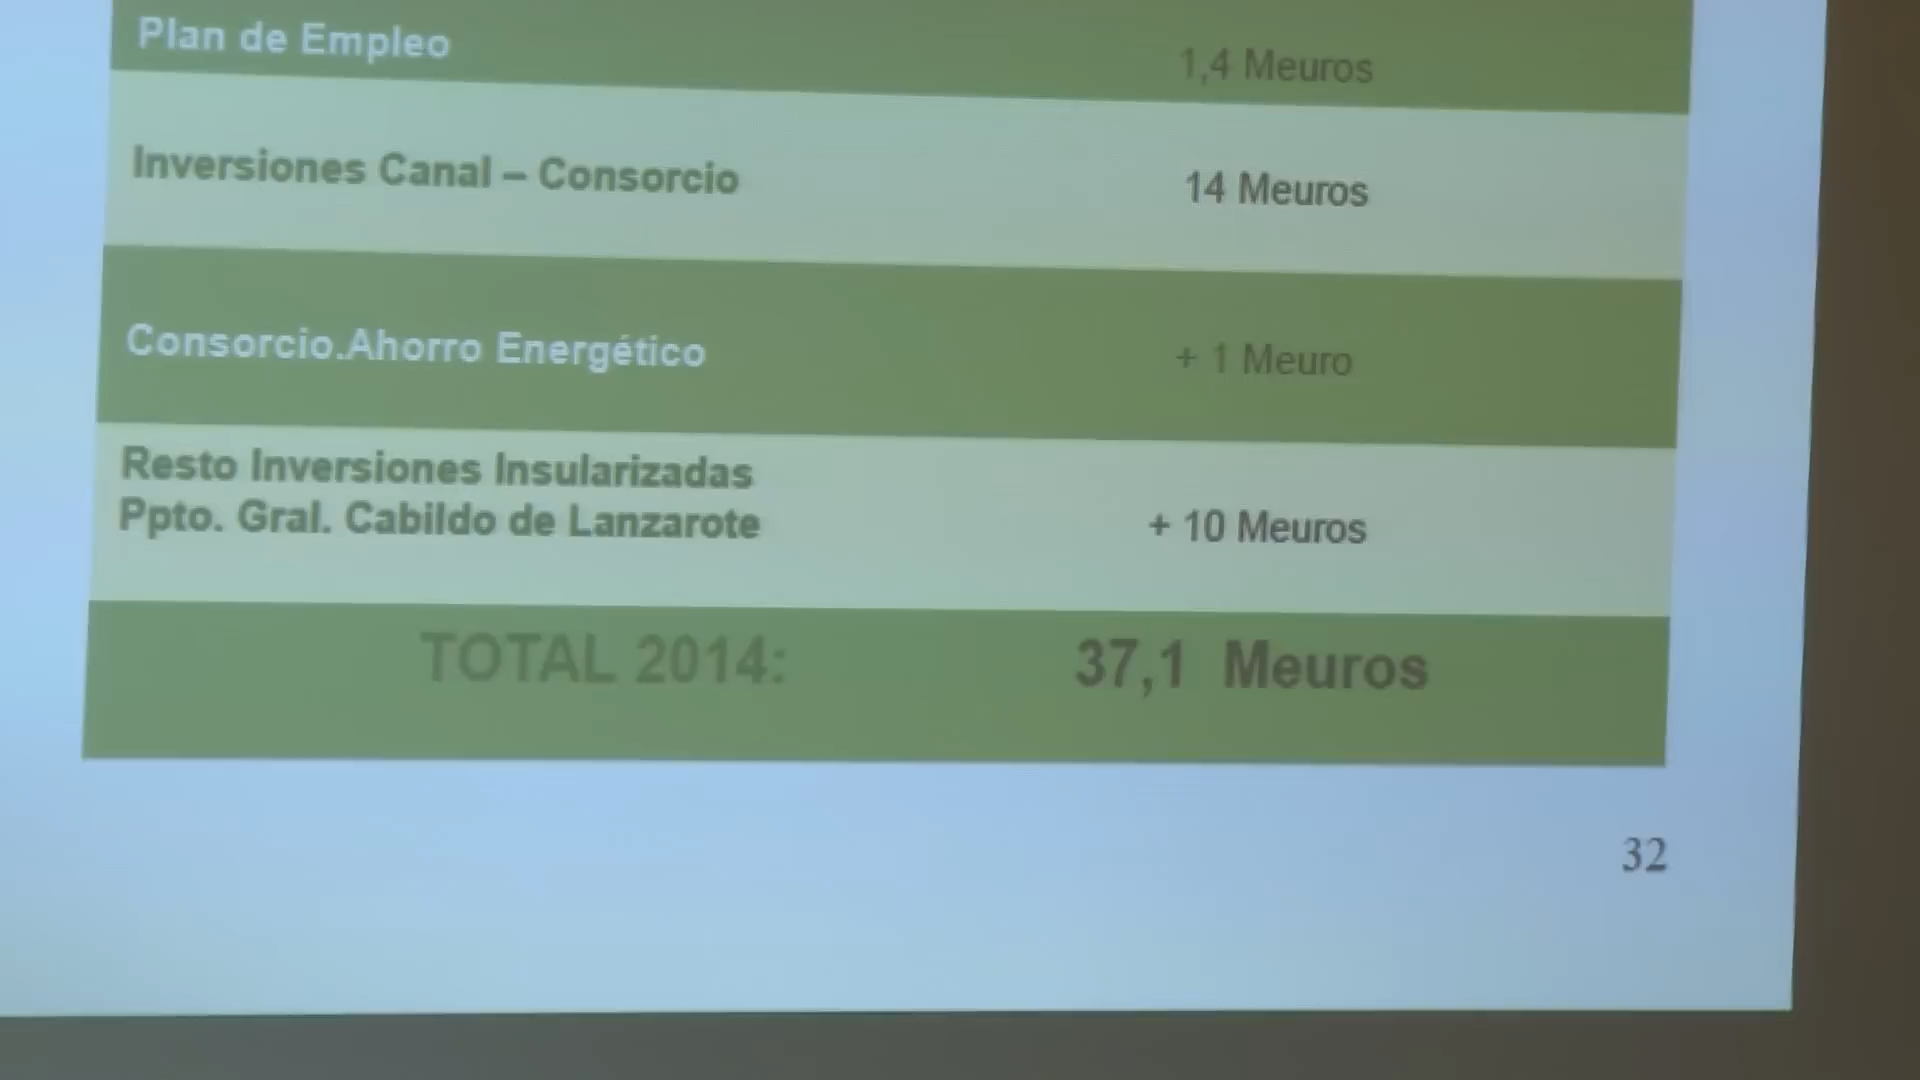 Plan de Empleo 1,4 Meuros
Inversiones Canal – Consorcio 14 Meuros
Consorcio.Ahorro Energético + 1 Meuro
Resto Inversiones Insularizadas
Ppto. Gral. Cabildo de Lanzarote + 10 Meuros
TOTAL 2014: 37,1 Meuros
32